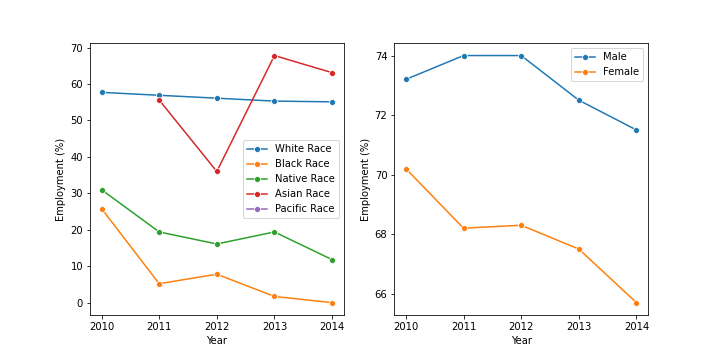 70
60
50
40
30
20
10
0
Employment (%)
2010 2011 2012 2013 2014
Year
White Race
Black Race
Native Race
Asian Race
Pacific Race
74
72
70
68
66
Employment (%)
2010 2011 2012 2013 2014
Year
Male
Female